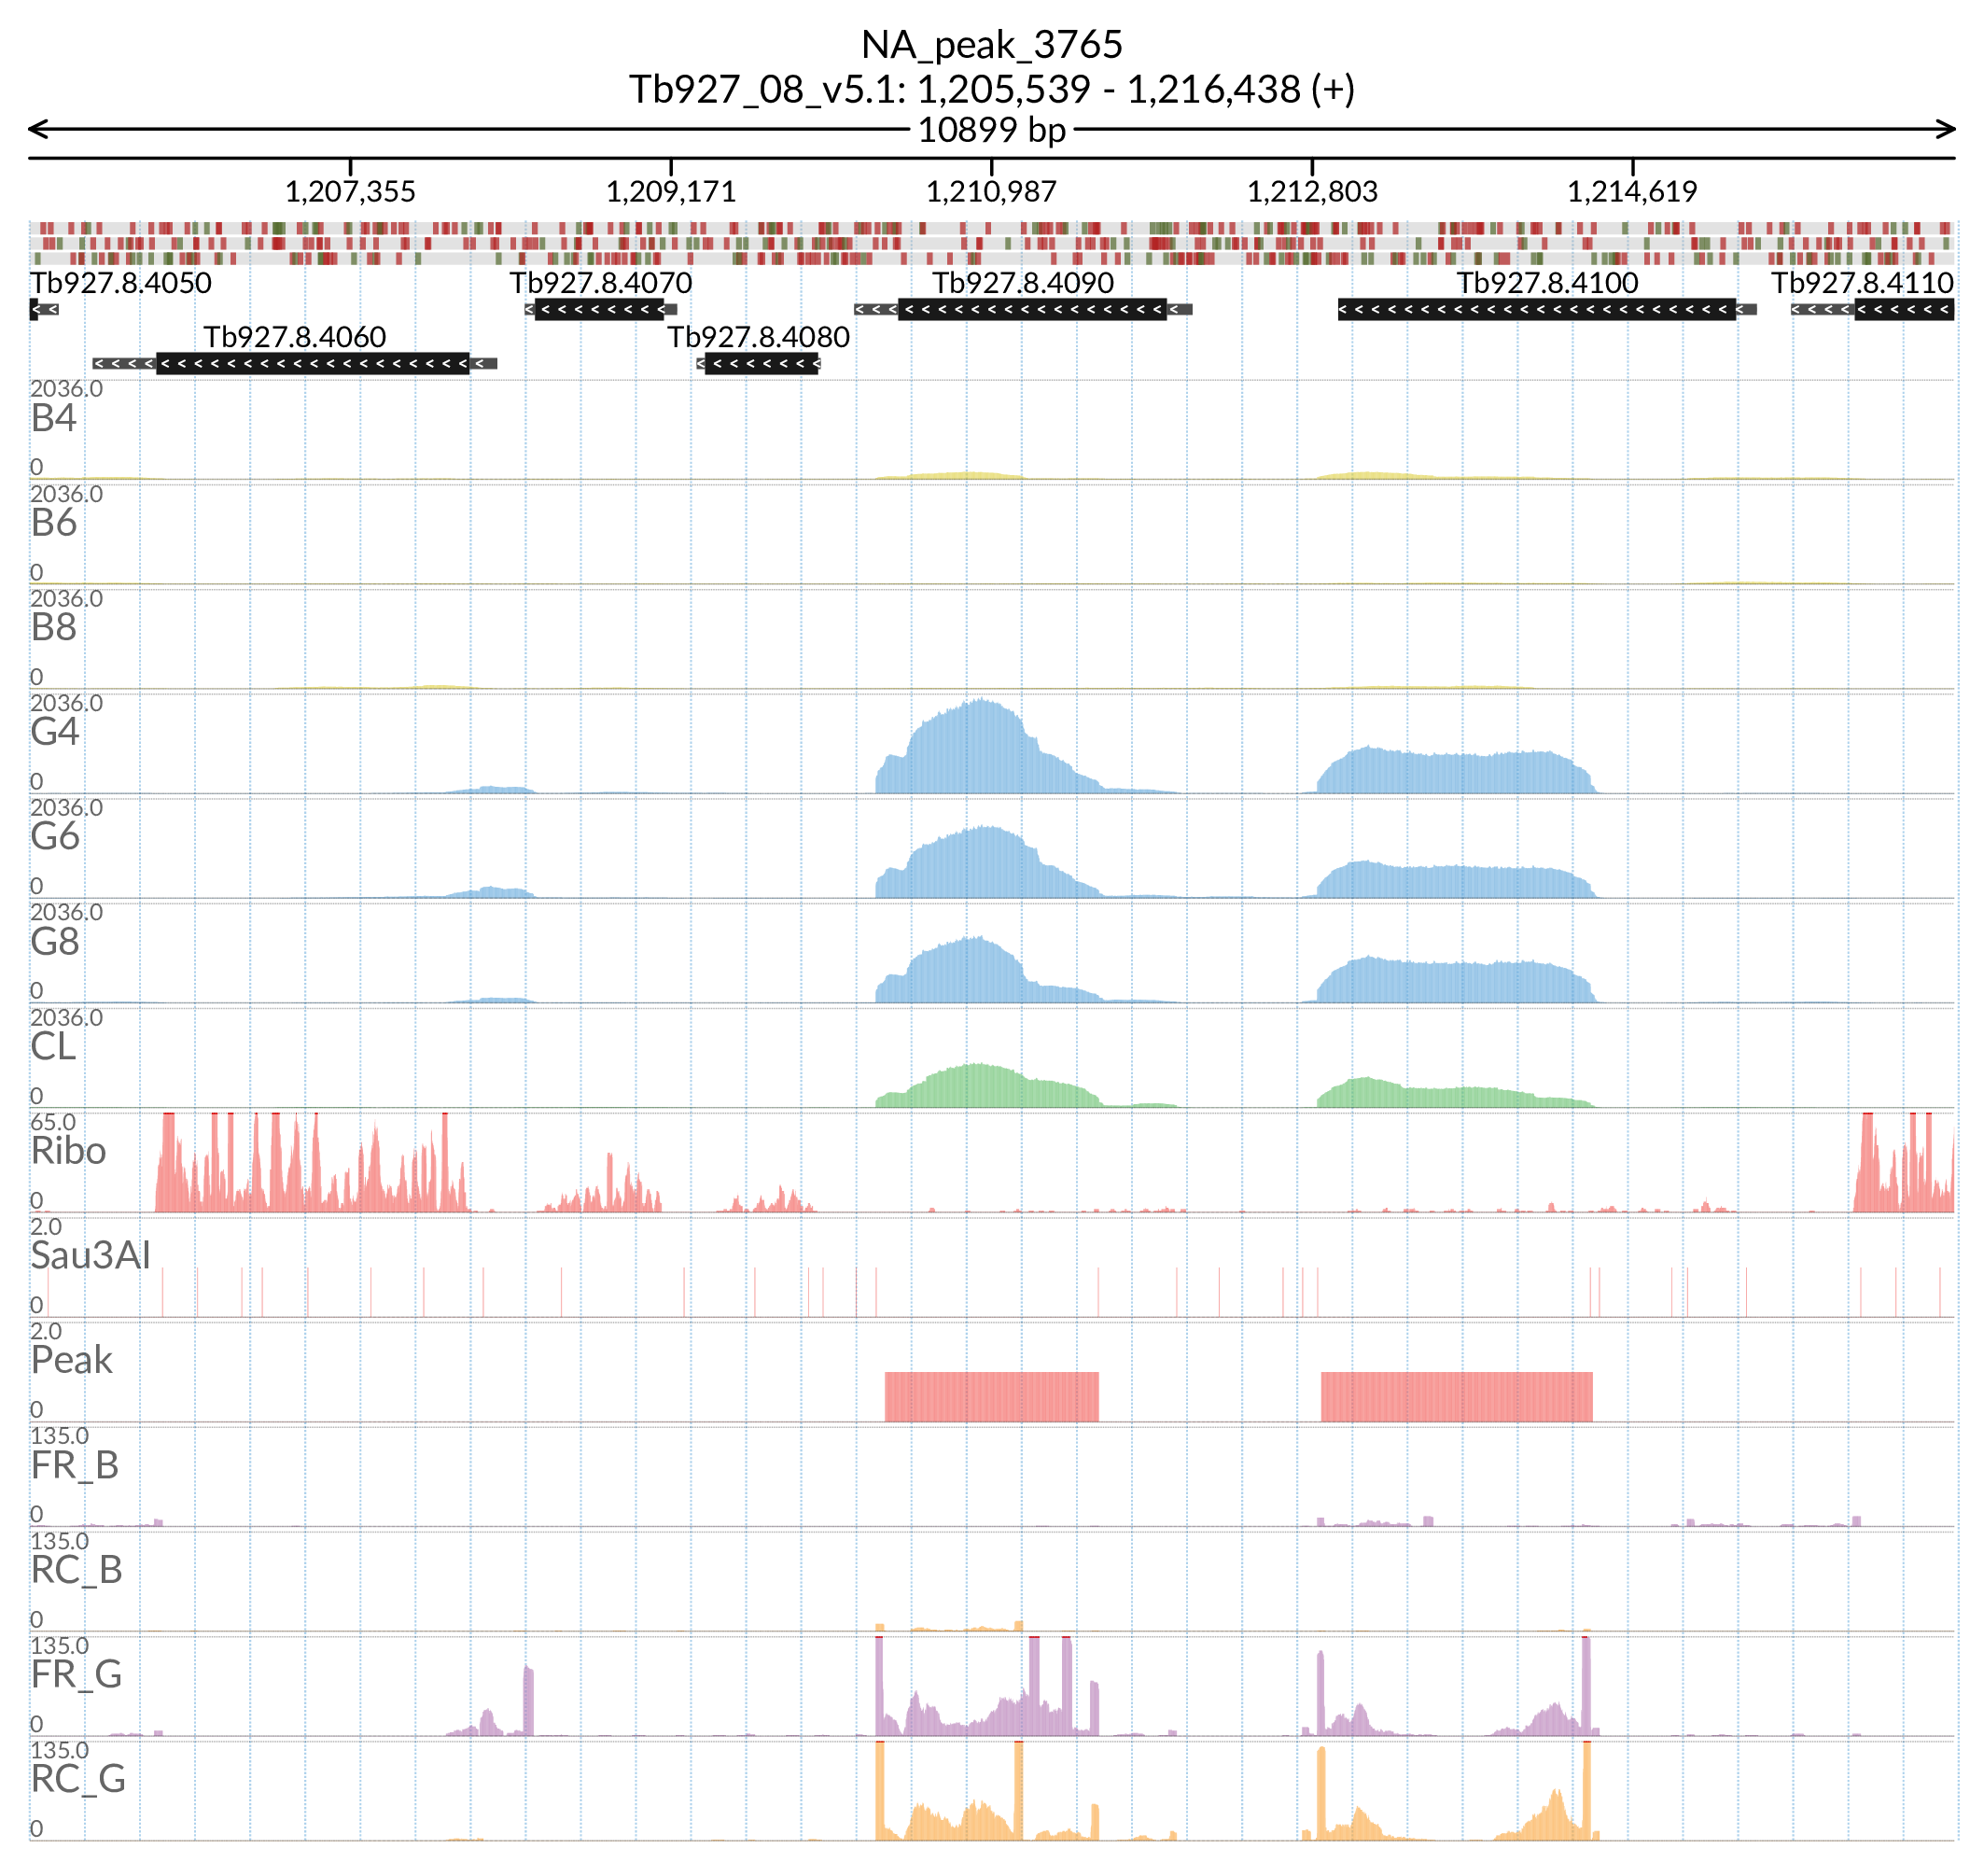 NA_peak_3765
Tb927_08_v5.1: 1,205,539 - 1,216,438 (+)
10899 bp
1,207,355 1,209,171 1,210,987 1,212,803 1,214,619
Tb927.8.4050 Tb927.8.4070 Tb927.8.4090 Tb927.8.4100 Tb927.8.4110
Tb927.8.4060 Tb927.8.4080
2036.0
B4
0
2036.0
B6
0
2036.0
B8
0
2036.0
G4
0
2036.0
G6
0
2036.0
G8
0
2036.0
CL
0
65.0
Ribo
0
2.0
Sau3AI
0
2.0
Peak
0
135.0
FR_B
0
135.0
RC_B
0
135.0
FR_G
0
135.0
RC_G
0